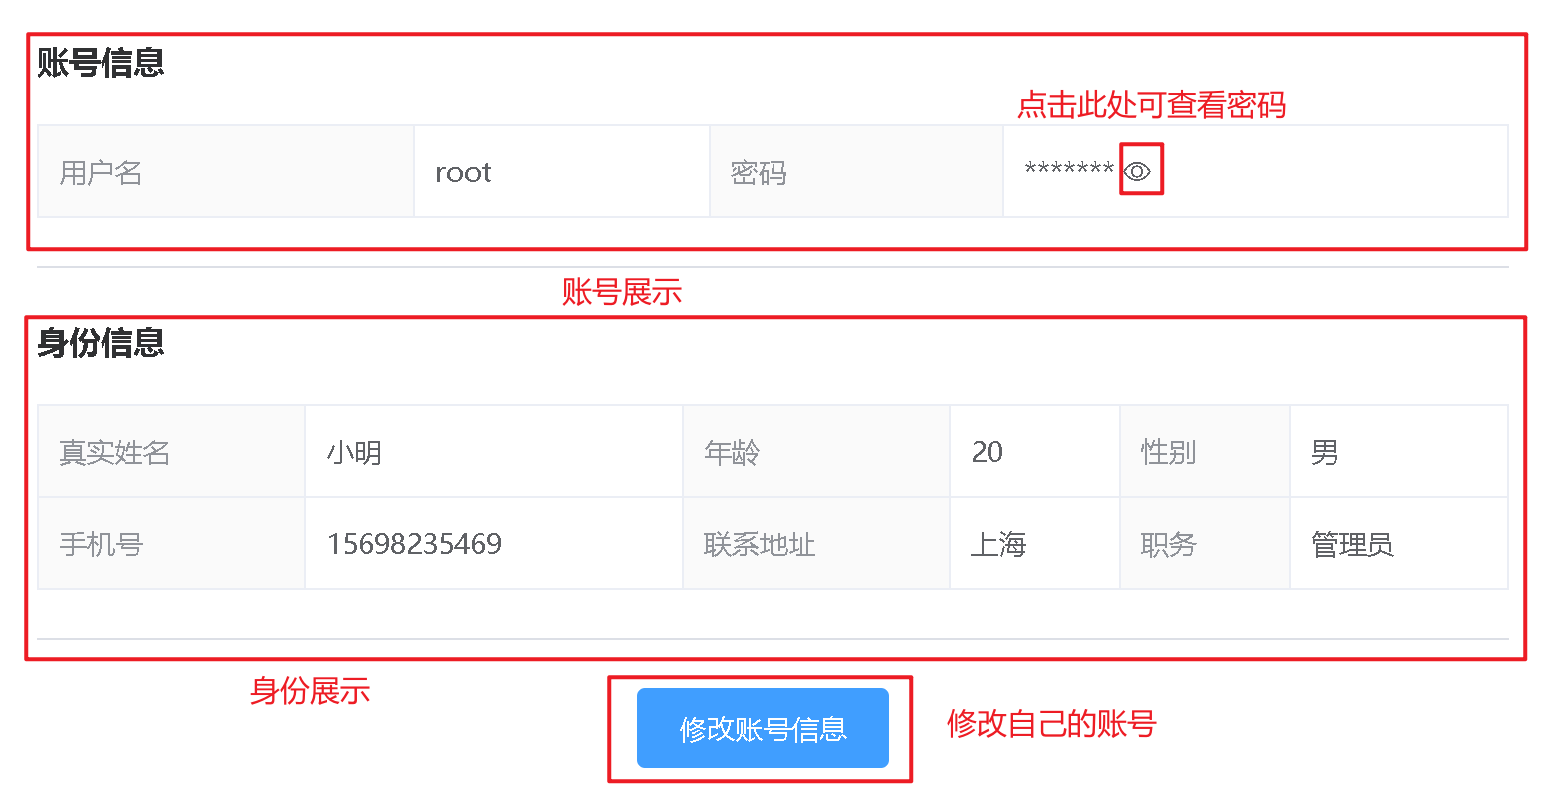 账号信息
点击此处可查看密码
用户名 root 密码 *******
账号展示
身份信息
真实姓名 小明 年龄 20 性别 男
手机号 15698235469 联系地址 上海 职务 管理员
身份展示
修改账号信息 修改自己的账号